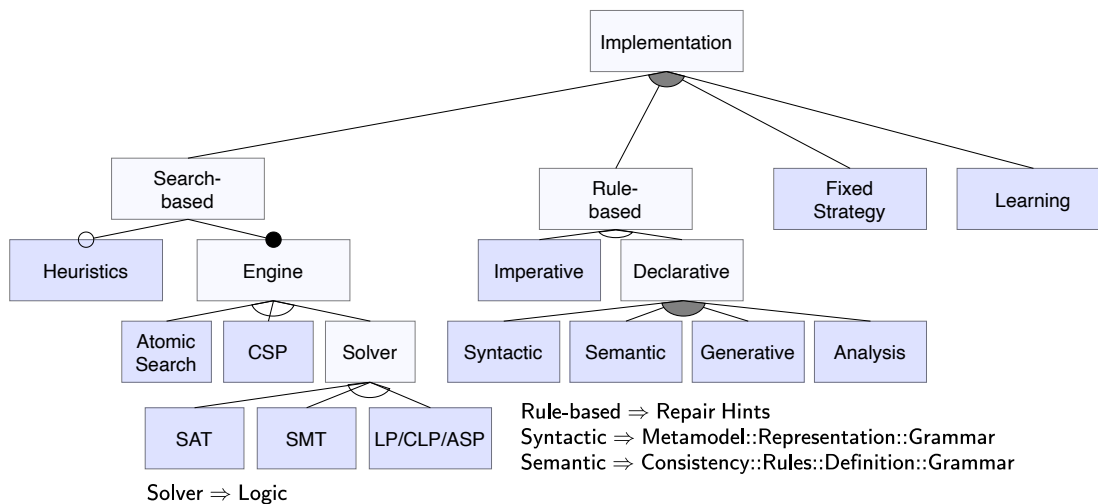 Implementation
Search-
based
Rule-
based
Fixed
Strategy
Learning
Heuristics
Engine
Imperative
Declarative
Atomic
Search
CSP
Solver
Syntactic
Semantic
Generative
Analysis
SAT
SMT
LP/CLP/ASP
Rule-based ⇒ Repair Hints
Syntactic ⇒ Metamodel::Representation::Grammar
Semantic ⇒ Consistency::Rules::Definition::Grammar
Solver ⇒ Logic